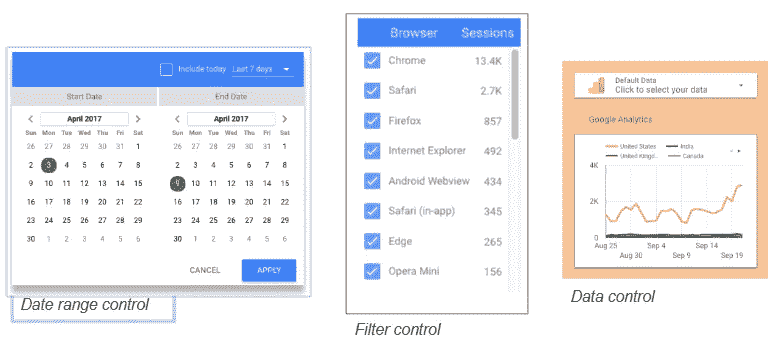 Include today Last 7 days
Start Date End Date
April 2017 April 2017
Sun Mon Tue Wed Thu Fri Sat Sun Mon Tue Wed Thu Fri Sat
26 27 28 29 30 31 1 26 27 28 29 30 31 1
2 3 4 5 6 7 8 2 3 4 5 6 7 8
9 10 11 12 13 14 15 9 10 11 12 13 14 15
16 17 18 19 20 21 22 16 17 18 19 20 21 22
23 24 25 26 27 28 29 23 24 25 26 27 28 29
30 1 2 3 4 5 6 30 1 2 3 4 5 6
CANCEL APPLY
Date range control
Browser Sessions
Chrome 13.4K
Safari 2.7K
Firefox 857
Internet Explorer 492
Android Webview 434
Safari (in-app) 345
Edge 265
Opera Mini 156
Filter control
Default Data
Click to select your data
Google Analytics
United States India
United Kingd... Canada
4K
2K
0
Aug 25 Sep 4 Sep 14
Aug 30 Sep 9 Sep 19
Data control